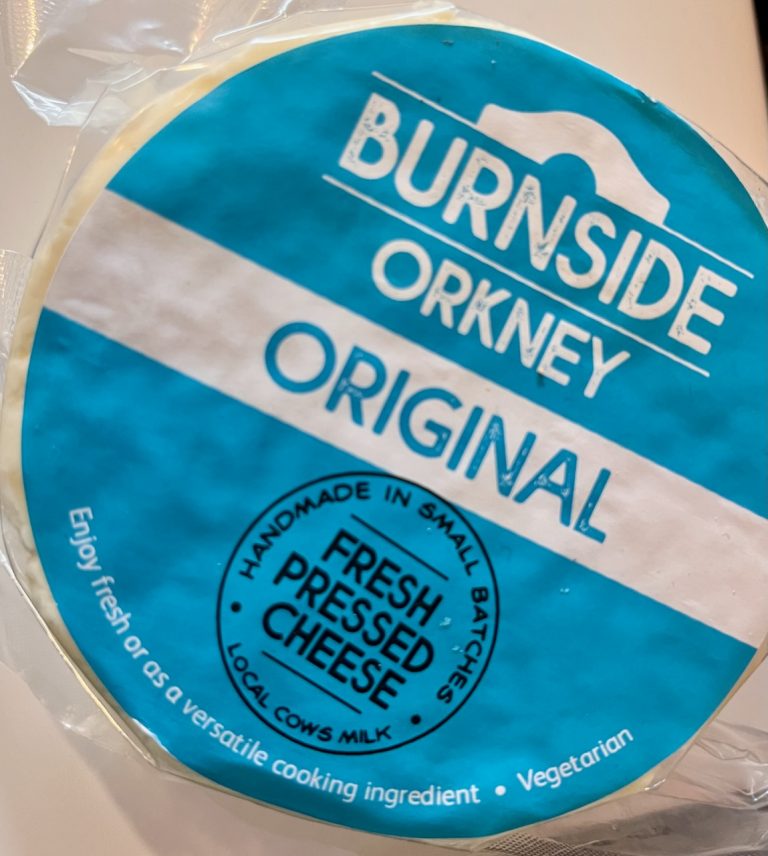 BURNSIDE
ORKNEY
ORIGINAL
HANDMADE IN SMALL BATCHES
FRESH
PRESSED
CHEESE
LOCAL COWS MILK
Enjoy fresh or as a versatile cooking ingredient • Vegetarian